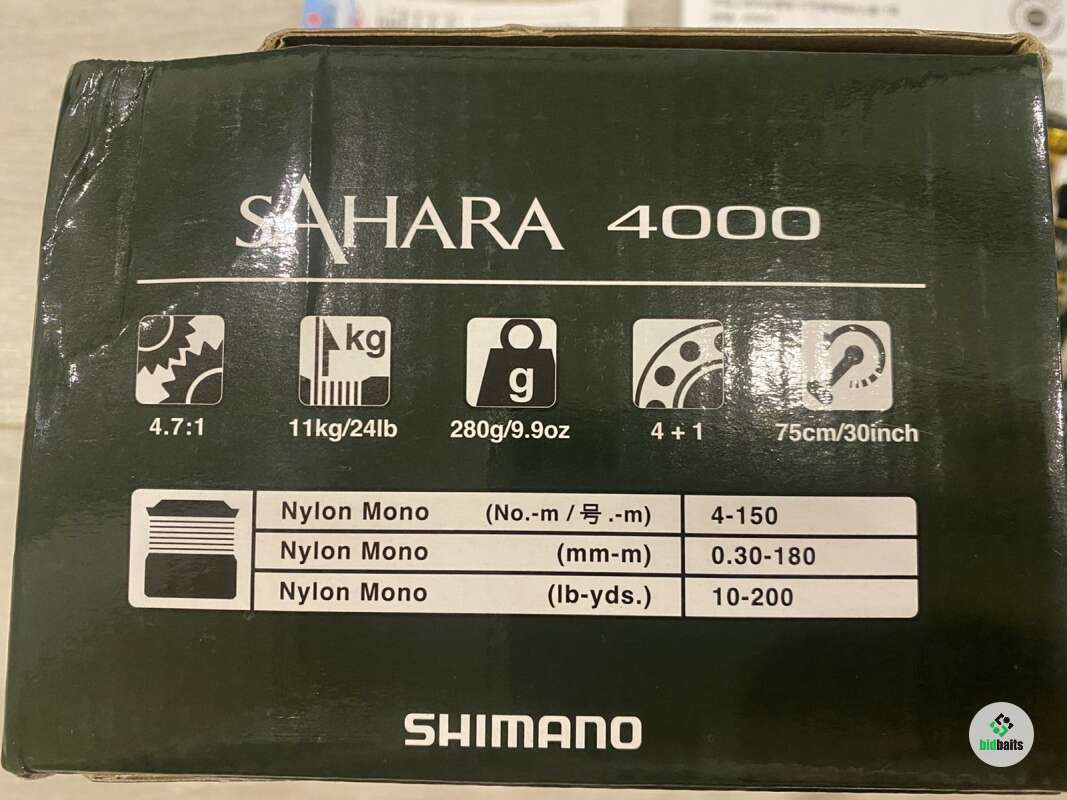 SAHARA 4000
kg
g
4.7:1 11kg/24lb 280g/9.9oz 4 + 1 75cm/30inch
Nylon Mono (No.-m / 号 .-m) 4-150
Nylon Mono (mm-m) 0.30-180
Nylon Mono (lb-yds.) 10-200
SHIMANO
bidbaits